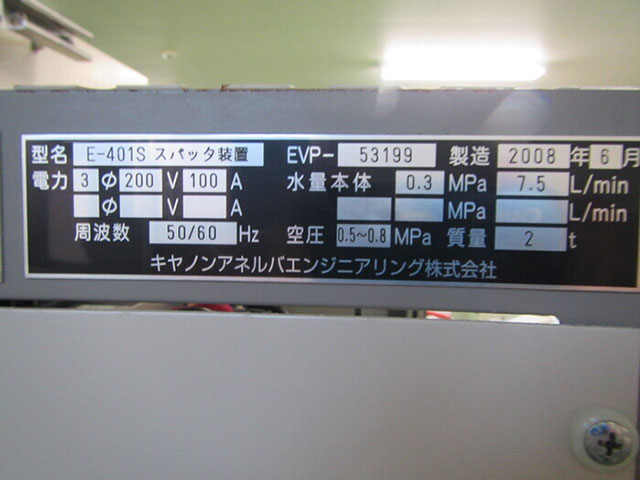 型名 E-401S スパッタ装置 EVP- 53199 製造 2008 年 6 月
電力 3 Φ 200 V 100 A 水量本体 0.3 MPa 7.5 L/min
Φ V A MPa L/min
周波数 50/60 Hz 空圧 0.5~0.8 MPa 質量 2 t
キヤノンアネルバエンジニアリング株式会社